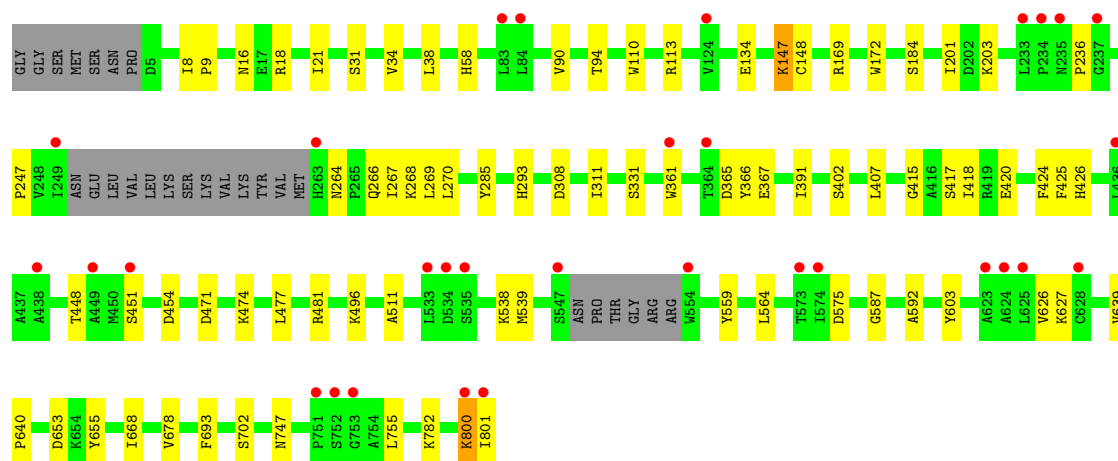 GLY GLY SER MET SER ASN PRO D5 I8 P9 N16 E17 R18 I21 S31 V34 L38 H58 L83 L84 V90 T94 W110 R113 V124 E134 K147 C148 R169 W172 S184 I201 D202 K203 L233 P234 N235 P236 G237
P247 V248 I249 ASN GLU LEU VAL LEU LYS SER LYS VAL LYS TYR VAL MET H263 N264 P265 Q266 I267 K268 L269 L270 Y285 H293 D308 I311 S331 W361 T364 D365 Y366 E367 I391 S402 L407 G415 A416 S417 I418 R419 E420 F424 F425 H426 L436
A437 A438 T448 A449 M450 S451 D454 D471 K474 L477 R481 K496 A511 L533 D534 S535 K538 M539 S547 ASN PRO THR GLY ARG ARG W554 Y559 L564 T573 I574 D575 G587 A592 Y603 A623 A624 L625 V626 K627 C628 V639
P640 D653 K654 Y655 I668 V678 F693 S702 N747 P751 S752 G753 A754 L755 K782 K800 I801